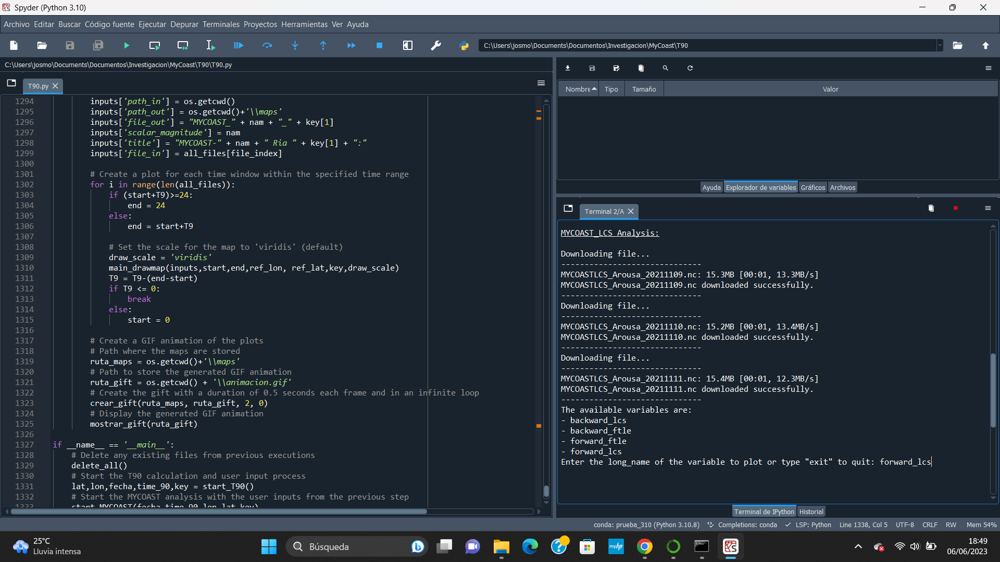 Spyder (Python 3.10)
Archivo Editar Buscar Código fuente Ejecutar Depurar Terminales Proyectos Herramientas Ver Ayuda
C:\Users\josmo\Documents\Documentos\Investigacion\MyCoast\T90
C:\Users\josmo\Documents\Documentos\Investigacion\MyCoast\T90\T90.py
T90.py
1294 inputs['path_in'] = os.getcwd()
1295 inputs['path_out'] = os.getcwd()+'\\maps'
1296 inputs['file_out'] = "MYCOAST_" + nam + "_" + key[1]
1297 inputs['scalar_magnitude'] = nam
1298 inputs['title'] = "MYCOAST-" + nam + " Ria " + key[1] + ":"
1299 inputs['file_in'] = all_files[file_index]
1300
1301 # Create a plot for each time window within the specified time range
1302 for i in range(len(all_files)):
1303 if (start+T9)>=24:
1304 end = 24
1305 else:
1306 end = start+T9
1307
1308 # Set the scale for the map to 'viridis' (default)
1309 draw_scale = 'viridis'
1310 main_drawmap(inputs,start,end,ref_lon, ref_lat,key,draw_scale)
1311 T9 = T9-(end-start)
1312 if T9 <= 0:
1313 break
1314 else:
1315 start = 0
1316
1317 # Create a GIF animation of the plots
1318 # Path where the maps are stored
1319 ruta_maps = os.getcwd()+'\\maps'
1320 # Path to store the generated GIF animation
1321 ruta_gift = os.getcwd() + '\\animacion.gif'
1322 # Create the gift with a duration of 0.5 seconds each frame and in an infinite loop
1323 crear_gift(ruta_maps, ruta_gift, 2, 0)
1324 # Display the generated GIF animation
1325 mostrar_gift(ruta_gift)
1326
1327 if __name__ == '__main__':
1328 # Delete any existing files from previous executions
1329 delete_all()
1330 # Start the T90 calculation and user input process
1331 lat,lon,fecha,time_90,key = start_T90()
1332 # Start the MYCOAST analysis with the user inputs from the previous step
1333 start_MYCOAST(fecha,time_90,lon,lat,key)
Nombre Tipo Tamaño Valor
Ayuda Explorador de variables Gráficos Archivos
Terminal 2/A
MYCOAST_LCS Analysis:
Downloading file...
------------------------------
MYCOASTLCS_Arousa_20211109.nc: 15.3MB [00:01, 13.3MB/s]
MYCOASTLCS_Arousa_20211109.nc downloaded successfully.
------------------------------
Downloading file...
------------------------------
MYCOASTLCS_Arousa_20211110.nc: 15.2MB [00:01, 13.4MB/s]
MYCOASTLCS_Arousa_20211110.nc downloaded successfully.
------------------------------
Downloading file...
------------------------------
MYCOASTLCS_Arousa_20211111.nc: 15.4MB [00:01, 12.3MB/s]
MYCOASTLCS_Arousa_20211111.nc downloaded successfully.
------------------------------
The available variables are:
- backward_lcs
- backward_ftle
- forward_ftle
- forward_lcs
Enter the long_name of the variable to plot or type "exit" to quit: forward_lcs
Terminal de IPython Historial
conda: prueba_310 (Python 3.10.8) Completions: conda LSP: Python Line 1338, Col 5 UTF-8 CRLF RW Mem 54%
25°C
Lluvia intensa
Búsqueda
myhp
18:49
06/06/2023